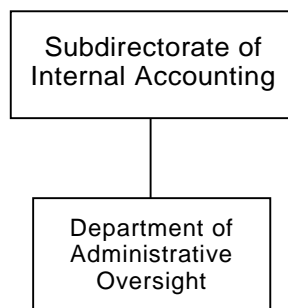 Subdirectorate of
Internal Accounting
Department of
Administrative
Oversight